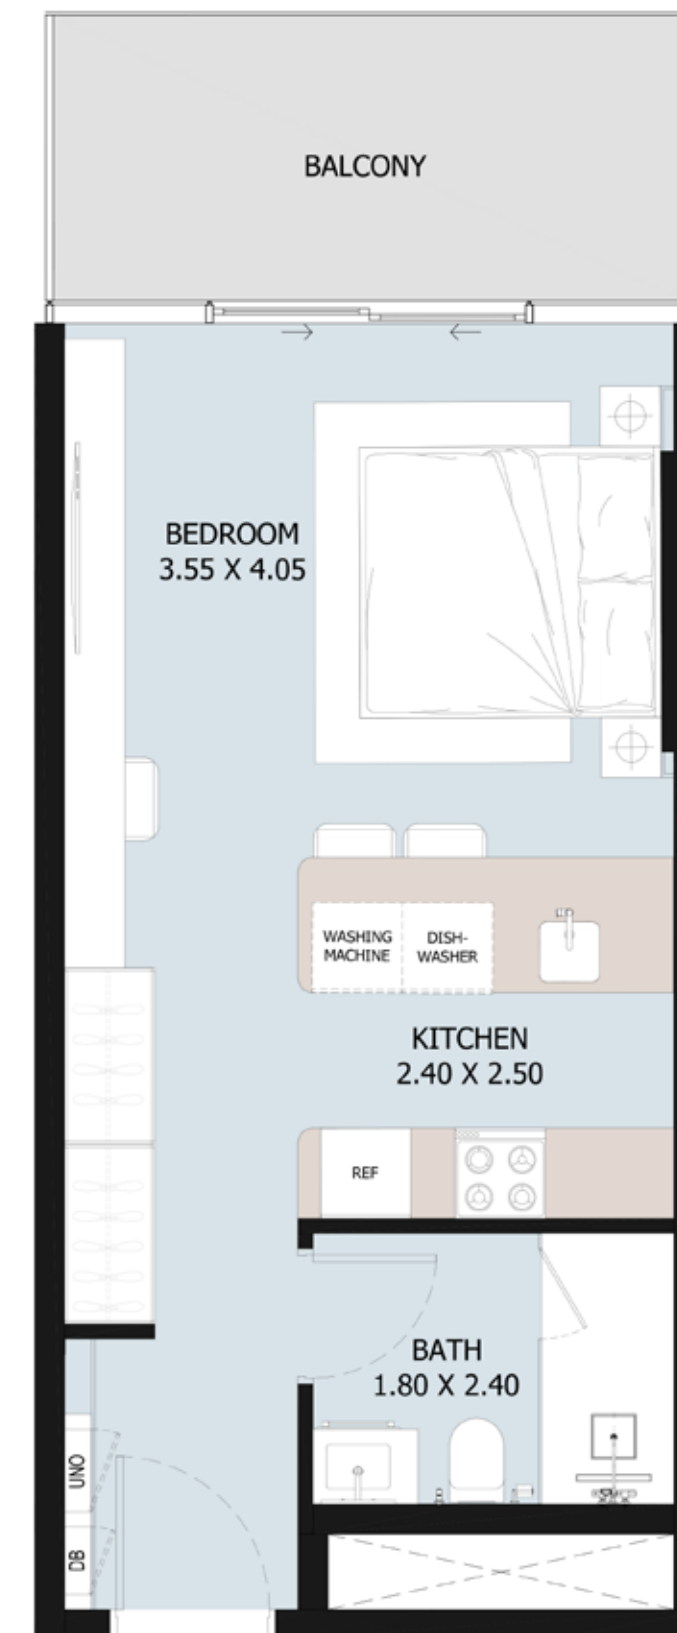 BALCONY
BEDROOM
3.55 X 4.05
WASHING
MACHINE
DISH-
WASHER
KITCHEN
2.40 X 2.50
REF
BATH
1.80 X 2.40
UNO
DB